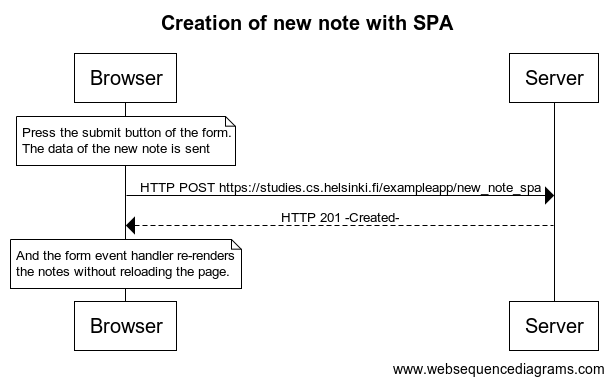 Creation of new note with SPA
Browser
Server
Press the submit button of the form.
The data of the new note is sent
HTTP POST https://studies.cs.helsinki.fi/exampleapp/new_note_spa
HTTP 201 -Created-
And the form event handler re-renders
the notes without reloading the page.
Browser
Server
www.websequencediagrams.com